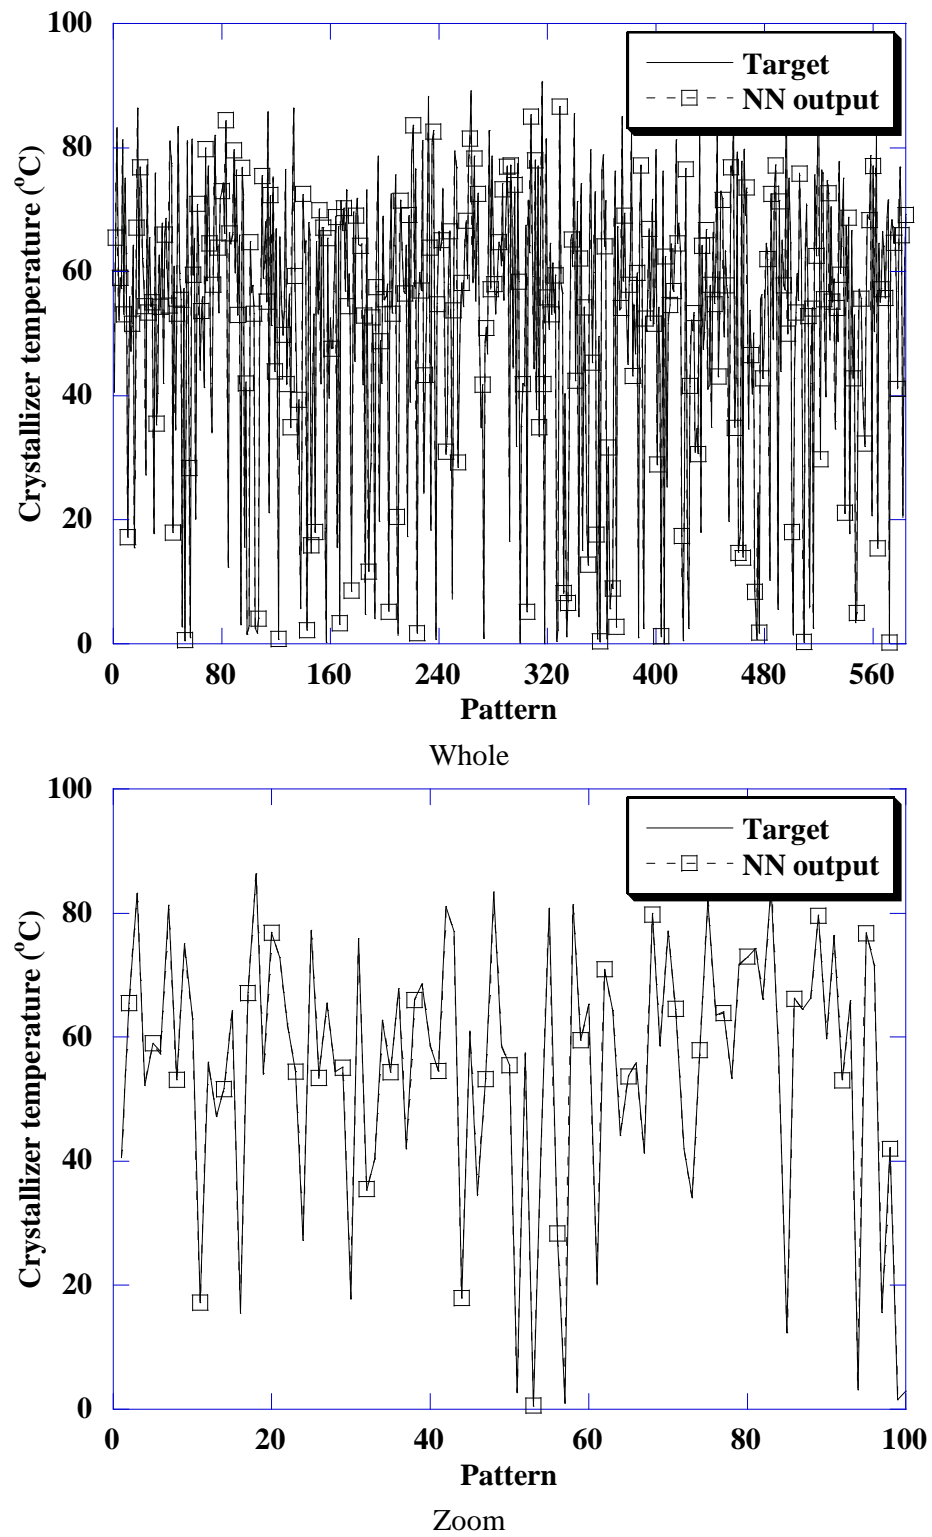 100
80
60
40
20
0
Crystallizer temperature (°C)
Target
NN output
0 80 160 240 320 400 480 560
Pattern
Whole
100
80
60
40
20
0
Crystallizer temperature (°C)
Target
NN output
0 20 40 60 80 100
Pattern
Zoom